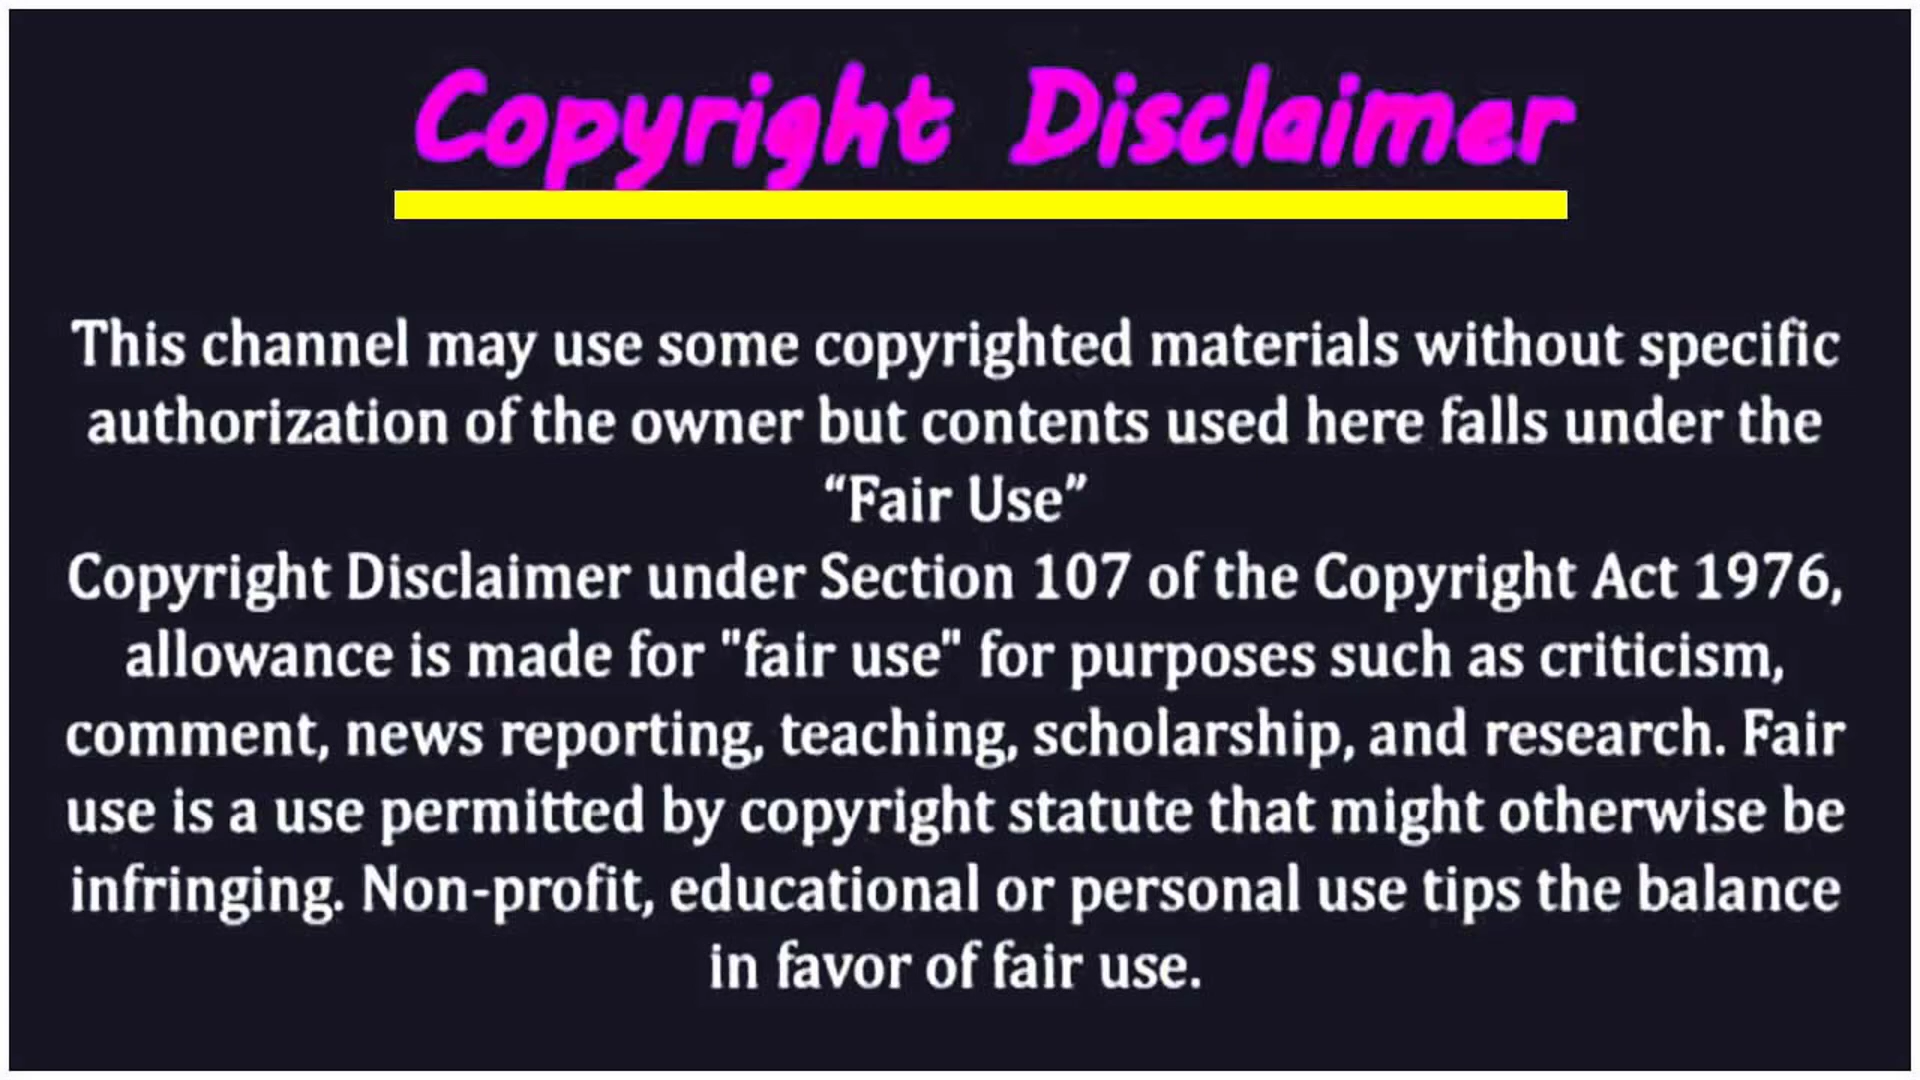 Copyright Disclaimer
This channel may use some copyrighted materials without specific
authorization of the owner but contents used here falls under the
“Fair Use”
Copyright Disclaimer under Section 107 of the Copyright Act 1976,
allowance is made for "fair use" for purposes such as criticism,
comment, news reporting, teaching, scholarship, and research. Fair
use is a use permitted by copyright statute that might otherwise be
infringing. Non-profit, educational or personal use tips the balance
in favor of fair use.